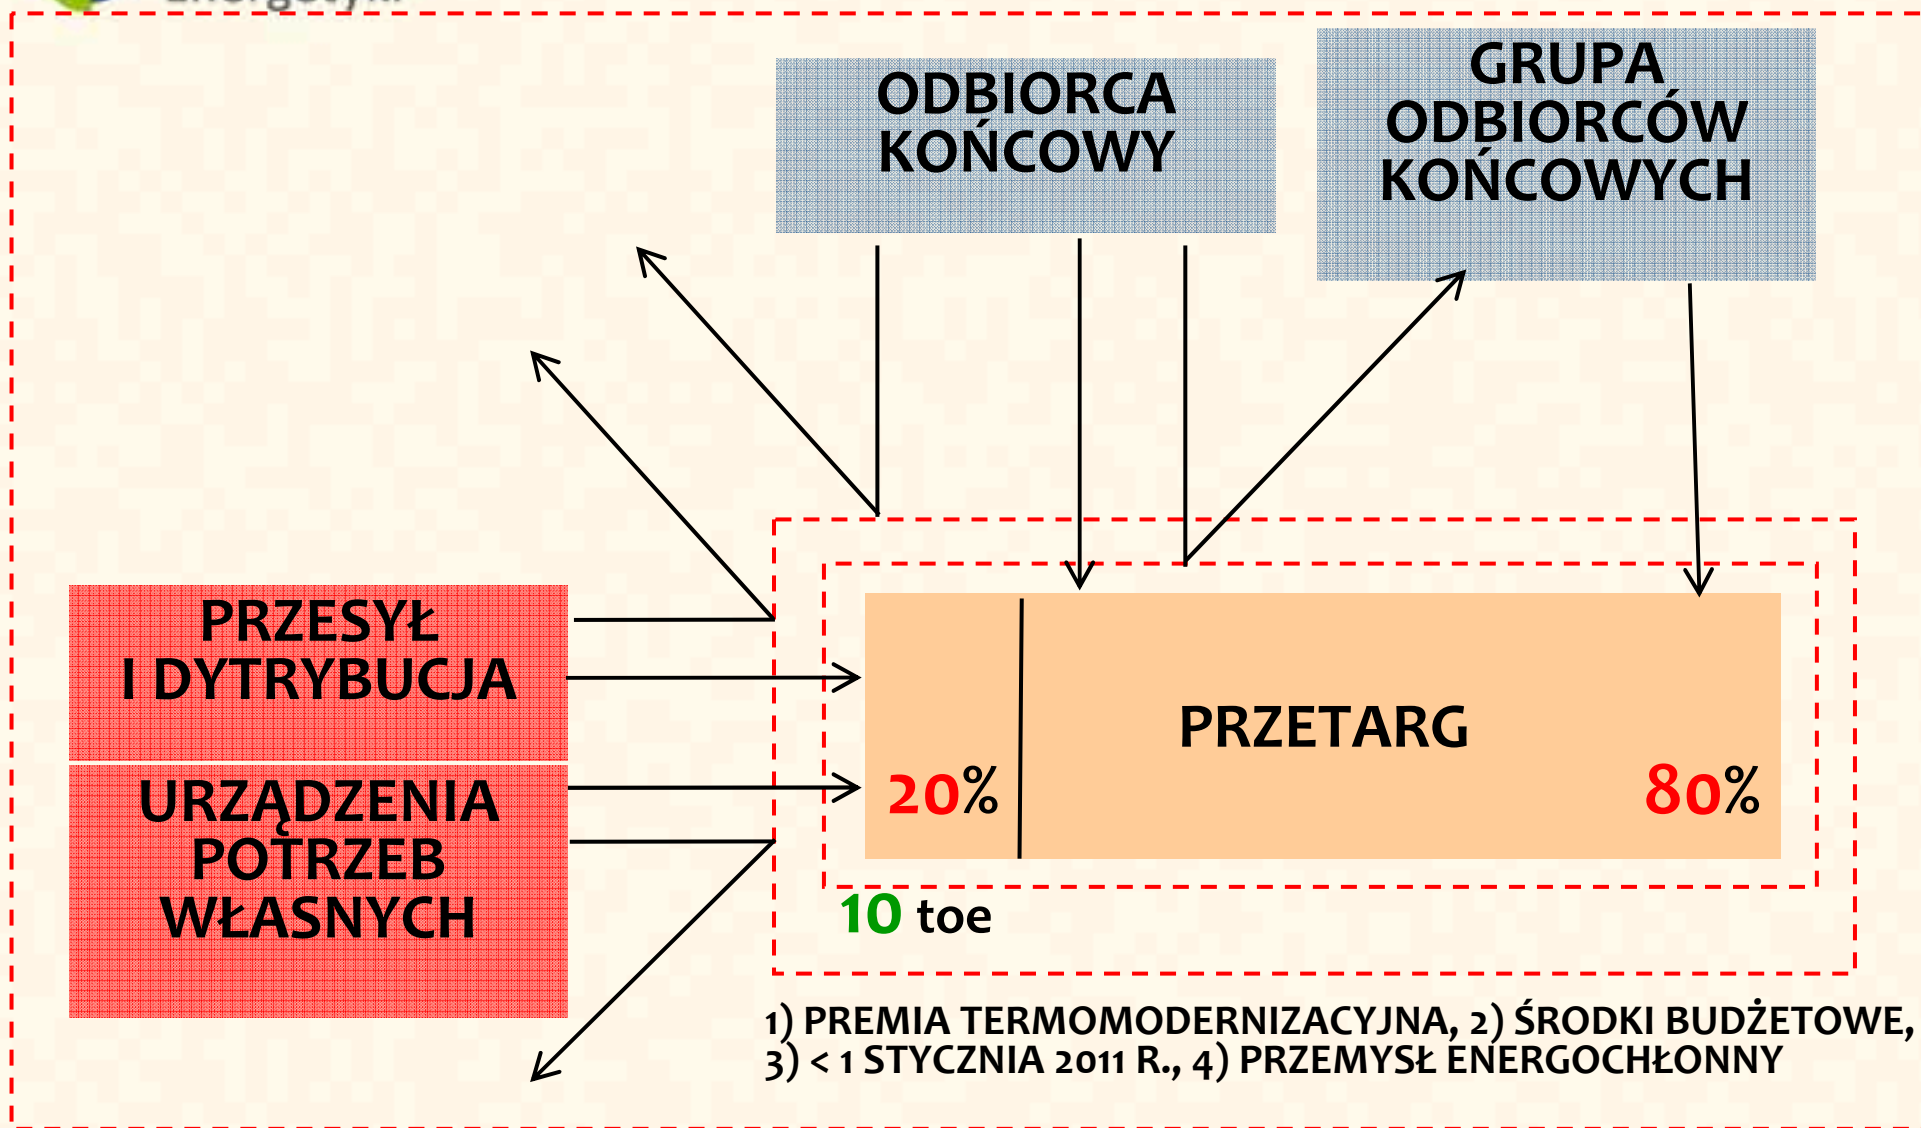 ODBIORCA
KOŃCOWY
GRUPA
ODBIORCÓW
KOŃCOWYCH
PRZESYŁ
I DYTRYBUCJA
URZĄDZENIA
POTRZEB
WŁASNYCH
PRZETARG
20%
80%
10 toe
1) PREMIA TERMOMODERNIZACYJNA, 2) ŚRODKI BUDŻETOWE,
3) < 1 STYCZNIA 2011 R., 4) PRZEMYSŁ ENERGOCHŁONNY